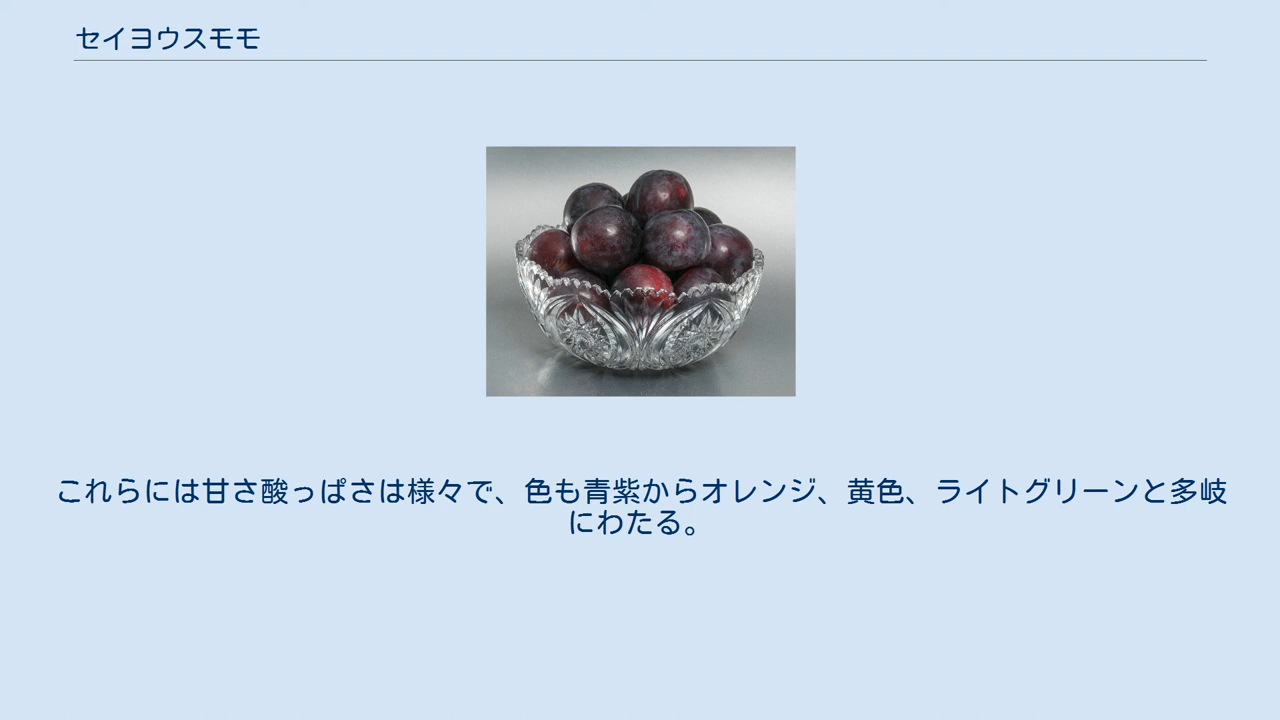 セイヨウスモモ
これらには甘さ酸っぱさは様々で、色も青紫からオレンジ、黄色、ライトグリーンと多岐
にわたる。